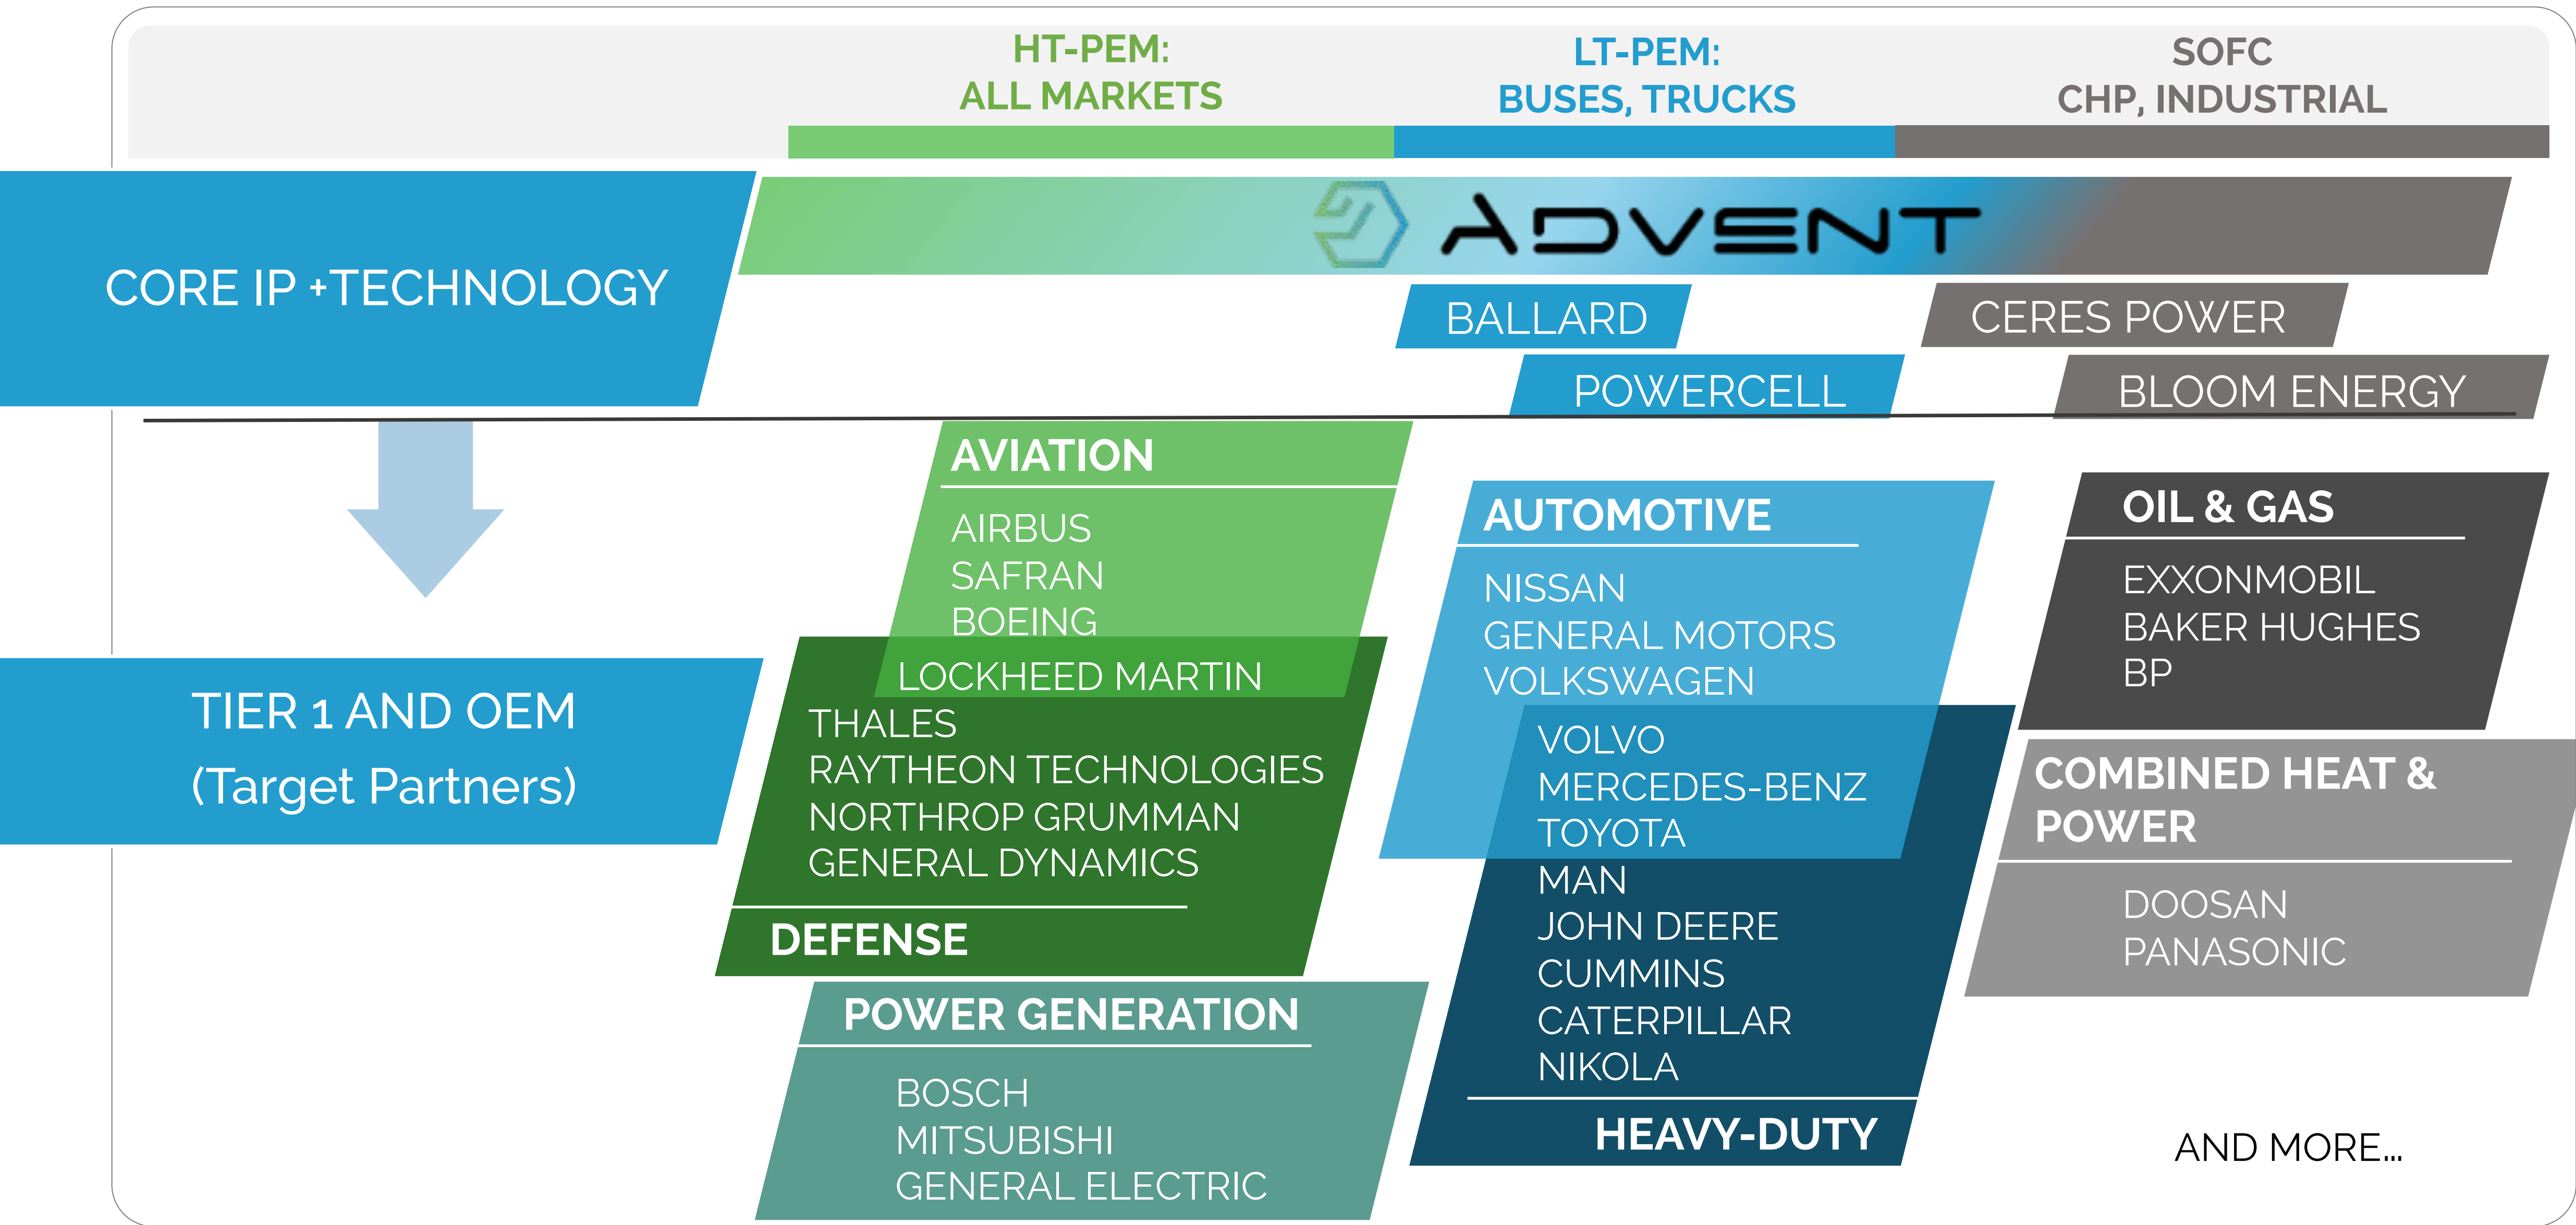 HT-PEM:
ALL MARKETS
LT-PEM:
BUSES, TRUCKS
SOFC
CHP, INDUSTRIAL
CORE IP +TECHNOLOGY
ADVENT
BALLARD
POWERCELL
CERES POWER
BLOOM ENERGY
TIER 1 AND OEM
(Target Partners)
AVIATION
AIRBUS
SAFRAN
BOEING
LOCKHEED MARTIN
THALES
RAYTHEON TECHNOLOGIES
NORTHROP GRUMMAN
GENERAL DYNAMICS
DEFENSE
POWER GENERATION
BOSCH
MITSUBISHI
GENERAL ELECTRIC
AUTOMOTIVE
NISSAN
GENERAL MOTORS
VOLKSWAGEN
VOLVO
MERCEDES-BENZ
TOYOTA
MAN
JOHN DEERE
CUMMINS
CATERPILLAR
NIKOLA
HEAVY-DUTY
OIL & GAS
EXXONMOBIL
BAKER HUGHES
BP
COMBINED HEAT &
POWER
DOOSAN
PANASONIC
AND MORE...